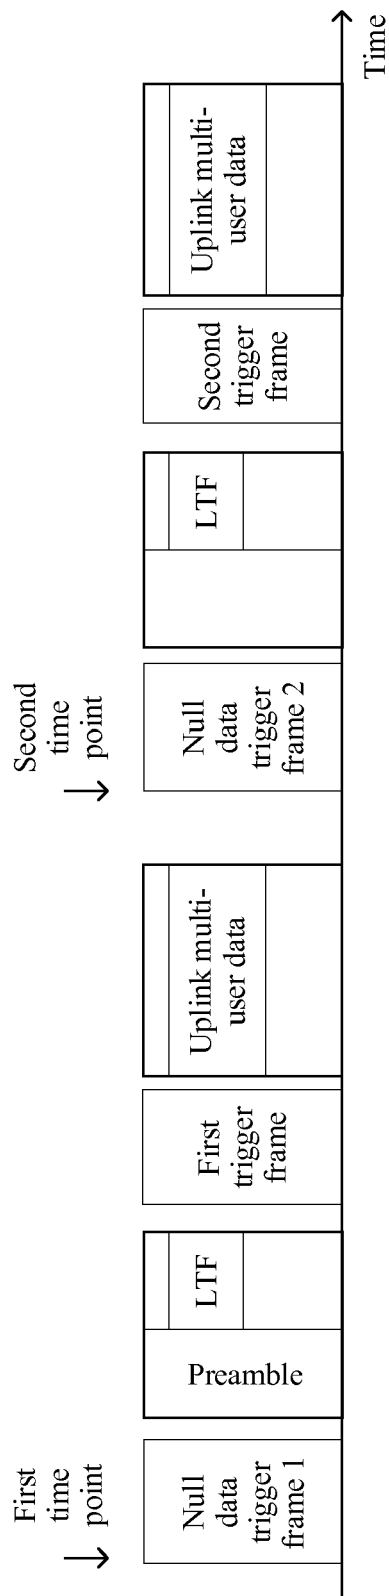 First
time
point
Second
time
point
Null
data
trigger
frame 1
Preamble
LTF
First
trigger
frame
Uplink multi-
user data
Null
data
trigger
frame 2
LTF
Second
trigger
frame
Uplink multi-
user data
Time